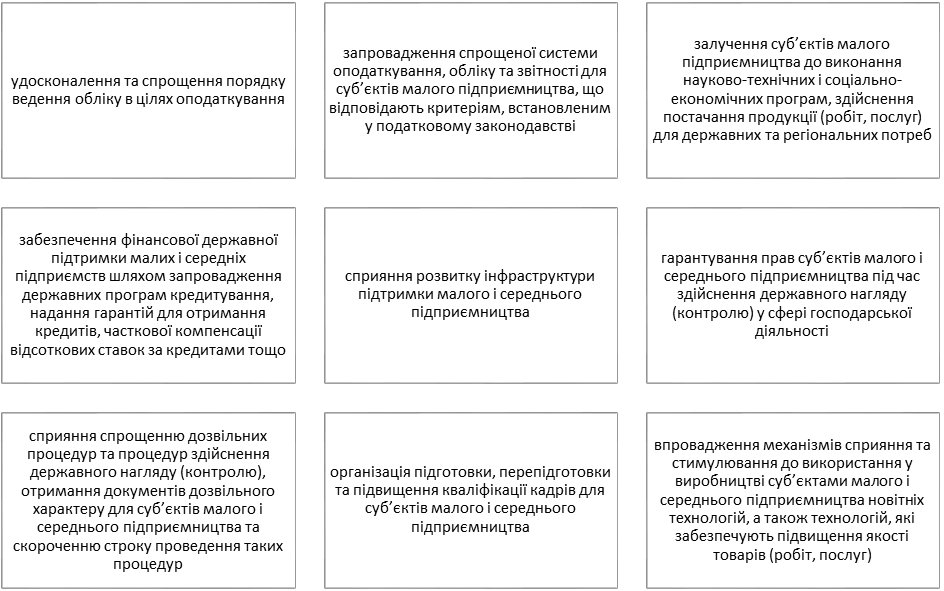 удосконалення та спрощення порядку
ведення обліку в цілях оподаткування
запровадження спрощеної системи
оподаткування, обліку та звітності для
суб’єктів малого підприємництва, що
відповідають критеріям, встановленим
у податковому законодавстві
залучення суб’єктів малого
підприємництва до виконання
науково-технічних і соціально-
економічних програм, здійснення
постачання продукції (робіт, послуг)
для державних та регіональних потреб
забезпечення фінансової державної
підтримки малих і середніх
підприємств шляхом запровадження
державних програм кредитування,
надання гарантій для отримання
кредитів, часткової компенсації
відсоткових ставок за кредитами тощо
сприяння розвитку інфраструктури
підтримки малого і середнього
підприємництва
гарантування прав суб’єктів малого і
середнього підприємництва під час
здійснення державного нагляду
(контролю) у сфері господарської
діяльності
сприяння спрощенню дозвільних
процедур та процедур здійснення
державного нагляду (контролю),
отримання документів дозвільного
характеру для суб’єктів малого і
середнього підприємництва та
скороченню строку проведення таких
процедур
організація підготовки, перепідготовки
та підвищення кваліфікації кадрів для
суб’єктів малого і середнього
підприємництва
впровадження механізмів сприяння та
стимулювання до використання у
виробництві суб’єктами малого і
середнього підприємництва новітніх
технологій, а також технологій, які
забезпечують підвищення якості
товарів (робіт, послуг)